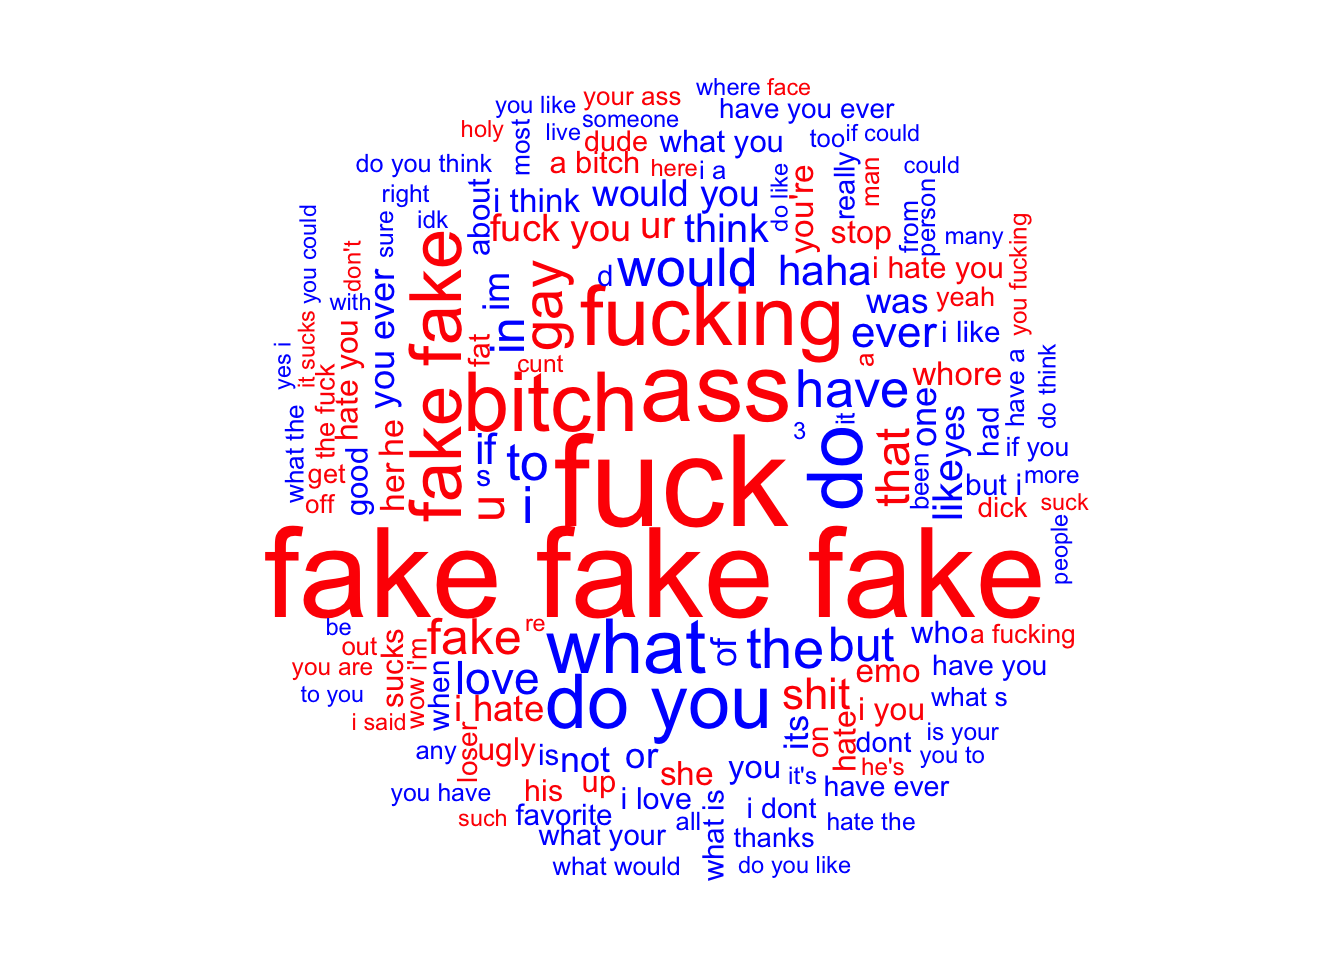 where face
you like your ass have you ever
holy most live someone dude what you too if could
do you think a bitch here i a could
right i think would you do like you're really man from person
idk about fuck you ur think stop many
sure don't you could d would haha i hate you you fucking
with im gay fucking was yeah
fake fake in ever i like
it sucks hate you he you ever fat cunt a whore
yes i the fuck bitch ass have have a do think
what the good her if to fuck do it that one yes had if you
get s 3 been like but i more
off u i dick suck
fake fake fake people
be out fake re what of the but who a fucking
you are sucks wow i'm love emo have you
to you when i hate do you shit i you what s
i said loser its on hate dont is your
any ugly is not or she you it's he's you to
you have his up i love have ever
such favorite all what is i dont hate the
what your thanks
what would do you like